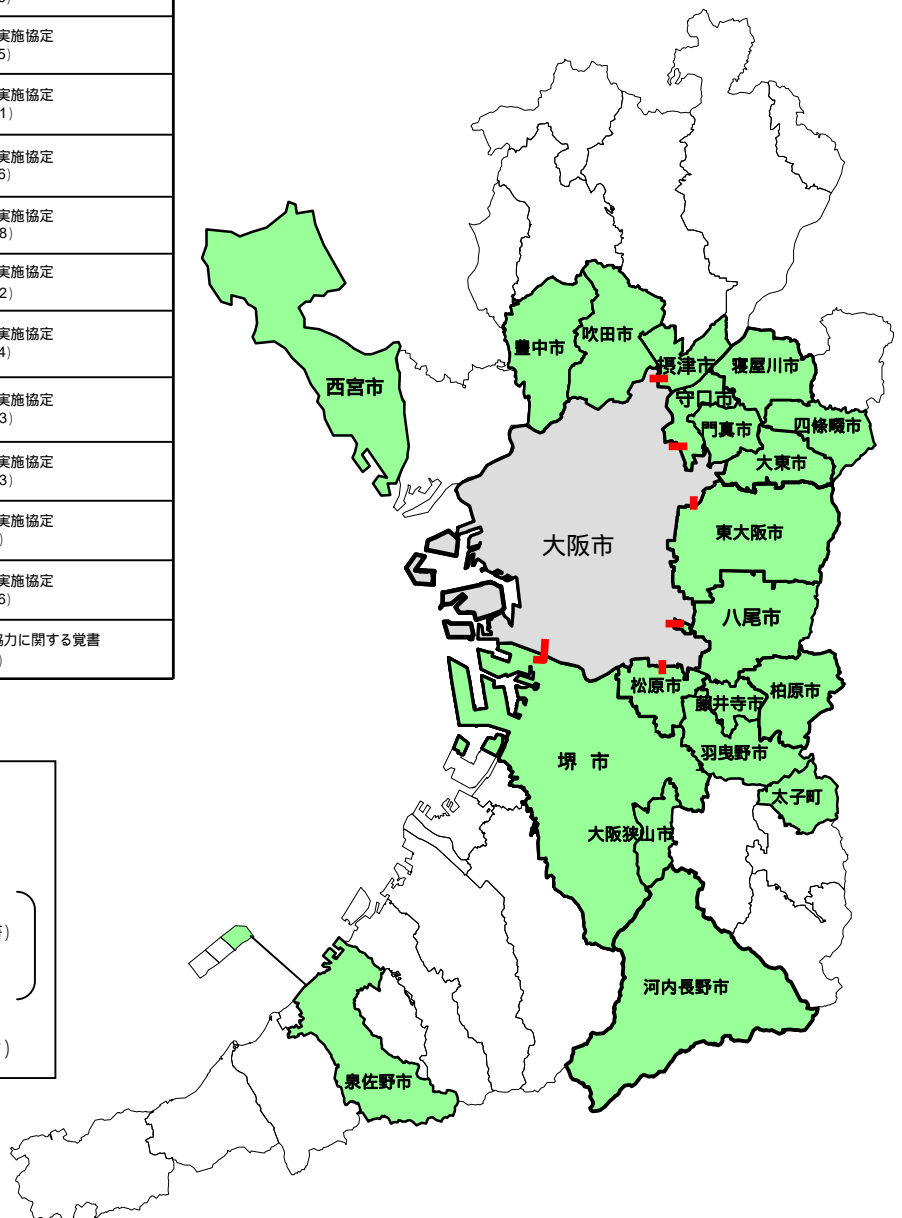 実施協定
5)
実施協定
1)
実施協定
6)
実施協定
8)
実施協定
2)
実施協定
4)
実施協定
3)
実施協定
3)
実施協定
)
実施協定
6)
協力に関する覚書
)
)
)
豊中市
吹田市
摂津市
寝屋川市
西宮市
守口市
門真市
四條畷市
大東市
東大阪市
大阪市
八尾市
松原市
藤井寺市
柏原市
羽曳野市
堺 市
太子町
大阪狭山市
河内長野市
泉佐野市